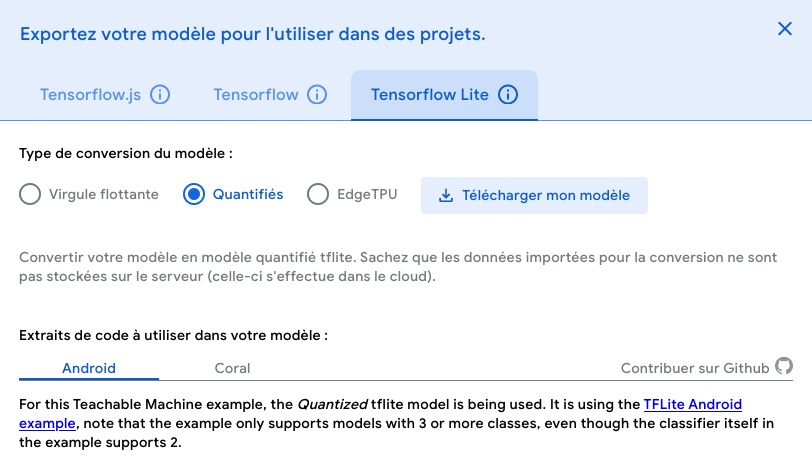 Exportez votre modèle pour l'utiliser dans des projets.
Tensorflow.js Tensorflow Tensorflow Lite
Type de conversion du modèle :
Virgule flottante Quantifiés EdgeTPU Télécharger mon modèle
Convertir votre modèle en modèle quantifié tflite. Sachez que les données importées pour la conversion ne sont
pas stockées sur le serveur (celle-ci s'effectue dans le cloud).
Extraits de code à utiliser dans votre modèle :
Android Coral Contribuer sur Github
For this Teachable Machine example, the Quantized tflite model is being used. It is using the TFLite Android
example, note that the example only supports models with 3 or more classes, even though the classifier itself in
the example supports 2.